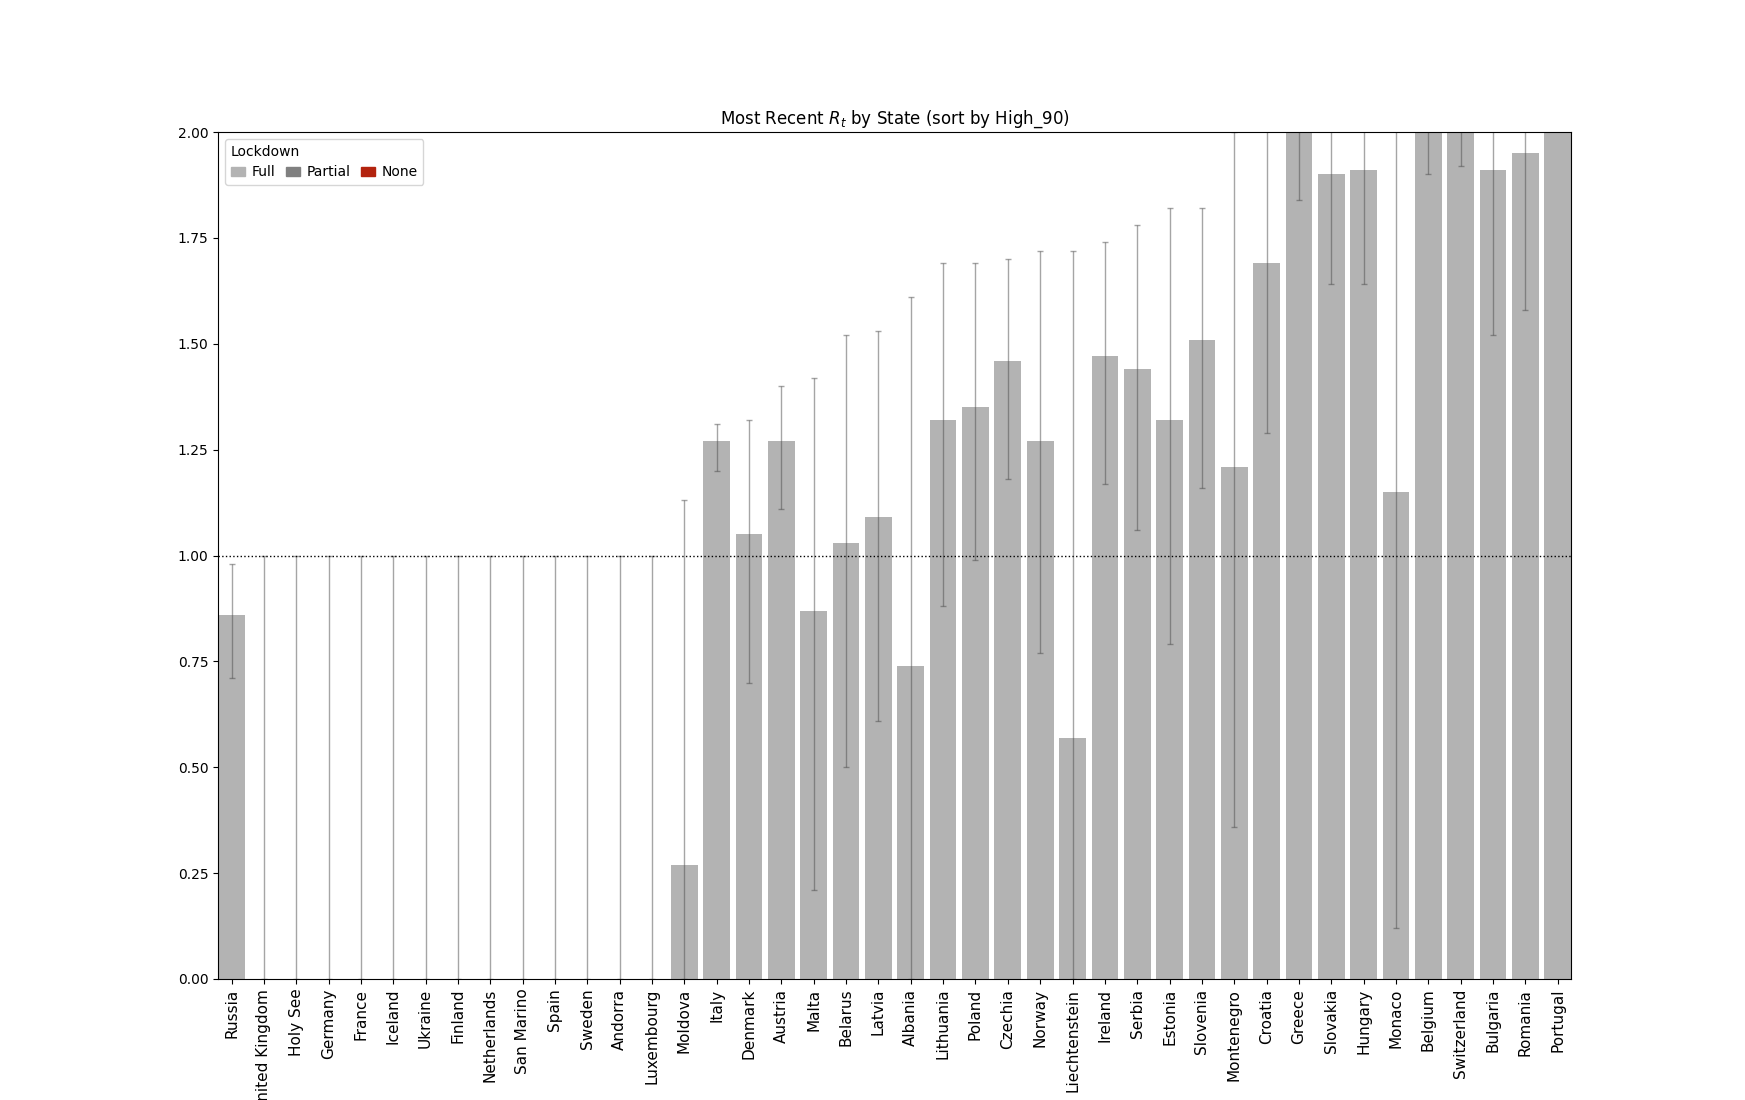 Most Recent Rt by State (sort by High_90)
Lockdown
Full Partial None
2.00
1.75
1.50
1.25
1.00
0.75
0.50
0.25
0.00
Russia
nited Kingdom
Holy See
Germany
France
Iceland
Ukraine
Finland
Netherlands
San Marino
Spain
Sweden
Andorra
Luxembourg
Moldova
Italy
Denmark
Austria
Malta
Belarus
Latvia
Albania
Lithuania
Poland
Czechia
Norway
Liechtenstein
Ireland
Serbia
Estonia
Slovenia
Montenegro
Croatia
Greece
Slovakia
Hungary
Monaco
Belgium
Switzerland
Bulgaria
Romania
Portugal